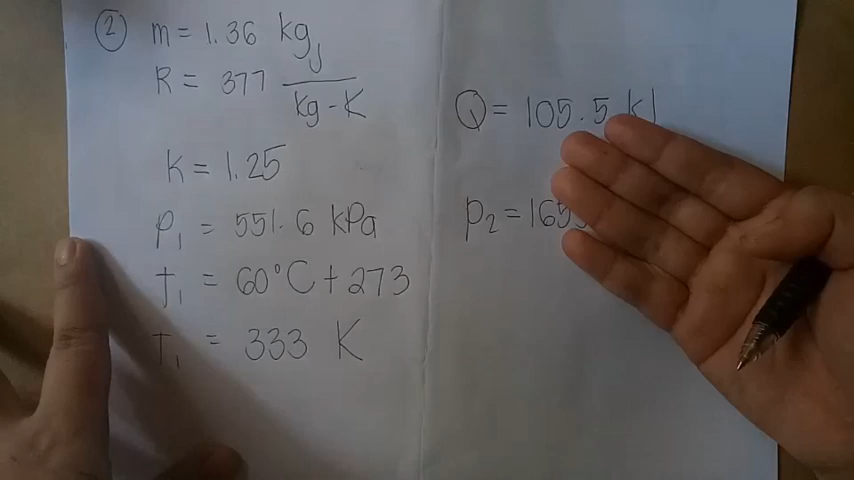 ② m = 1.36 kg
R = 377 J/kg-K
k = 1.25
p₁ = 551.6 kPa
t₁ = 60°C + 273
t₁ = 333 K
Q = 105.5 kJ
p₂ = 165